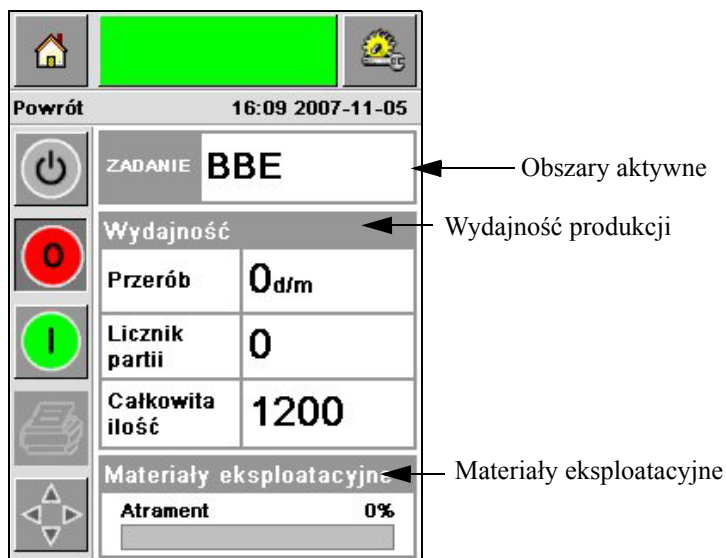 Powrót 16:09 2007-11-05
ZADANIE BBE
Obszary aktywne
Wydajność
Wydajność produkcji
Przerób 0d/m
Licznik
partii
0
Całkowita
ilość
1200
Materiały eksploatacyjne
Materiały eksploatacyjne
Atrament 0%
O
I